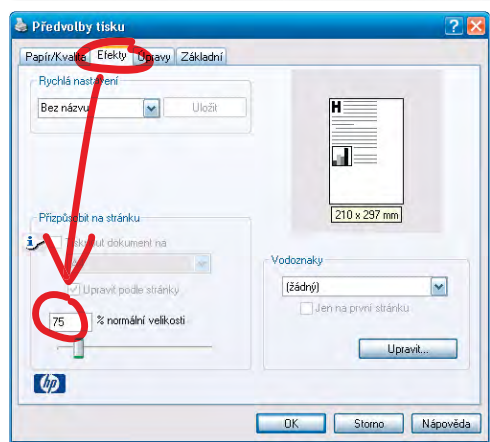 Předvolby tisku
Papír/Kvalita Efekty Úpravy Základní
Rychlá nastavení
Bez názvu Uložit
H
210 x 297 mm
Přizpůsobit na stránku
Tisknout dokument na
Upravit podle stránky
75 % normální velikosti
Vodoznaky
(žádný)
Jen na první stránku
Upravit...
hp
OK Storno Nápověda